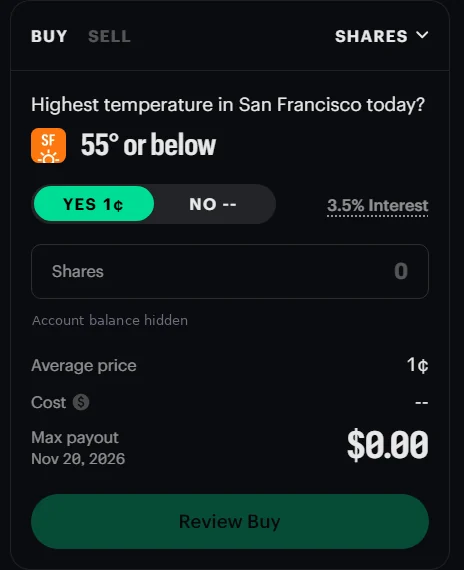 BUY SELL SHARES
Highest temperature in San Francisco today?
SF
55° or below
YES 1¢ NO -- 3.5% Interest
Shares 0
Account balance hidden
Average price 1¢
Cost $ --
Max payout
Nov 20, 2026 $0.00
Review Buy